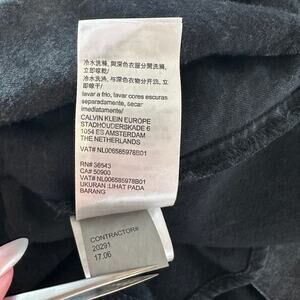 冷水洗滌,與深色衣服分開洗滌,
立即晾乾/
冷水洗涤,与深色衣物分开洗,立
即晾干/
lavar a frio, lavar cores escuras
separadamente, secar
imediatamente/
CALVIN KLEIN EUROPE
STADHOUDERSKADE 6
1054 ES AMSTERDAM
THE NETHERLANDS
VAT# NL006585978B01
RN# 36543
CA# 50900
VAT# NL006585978B01
UKURAN :LIHAT PADA
BARANG
CONTRACTOR#
20291
17.06